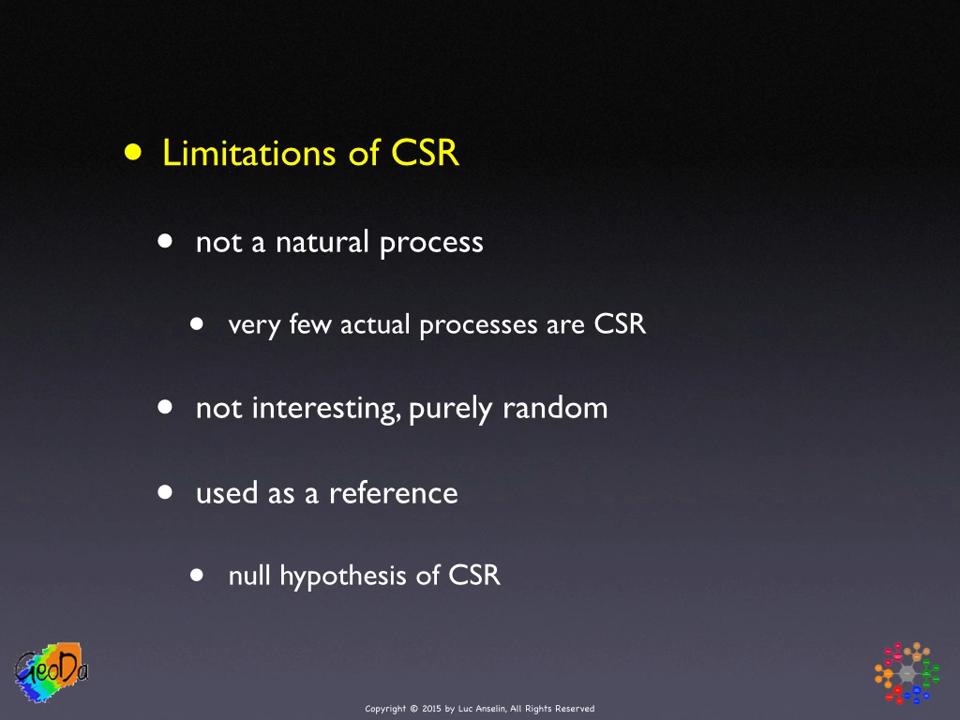 Limitations of CSR
not a natural process
very few actual processes are CSR
not interesting, purely random
used as a reference
null hypothesis of CSR
GeoDa
Copyright © 2015 by Luc Anselin, All Rights Reserved